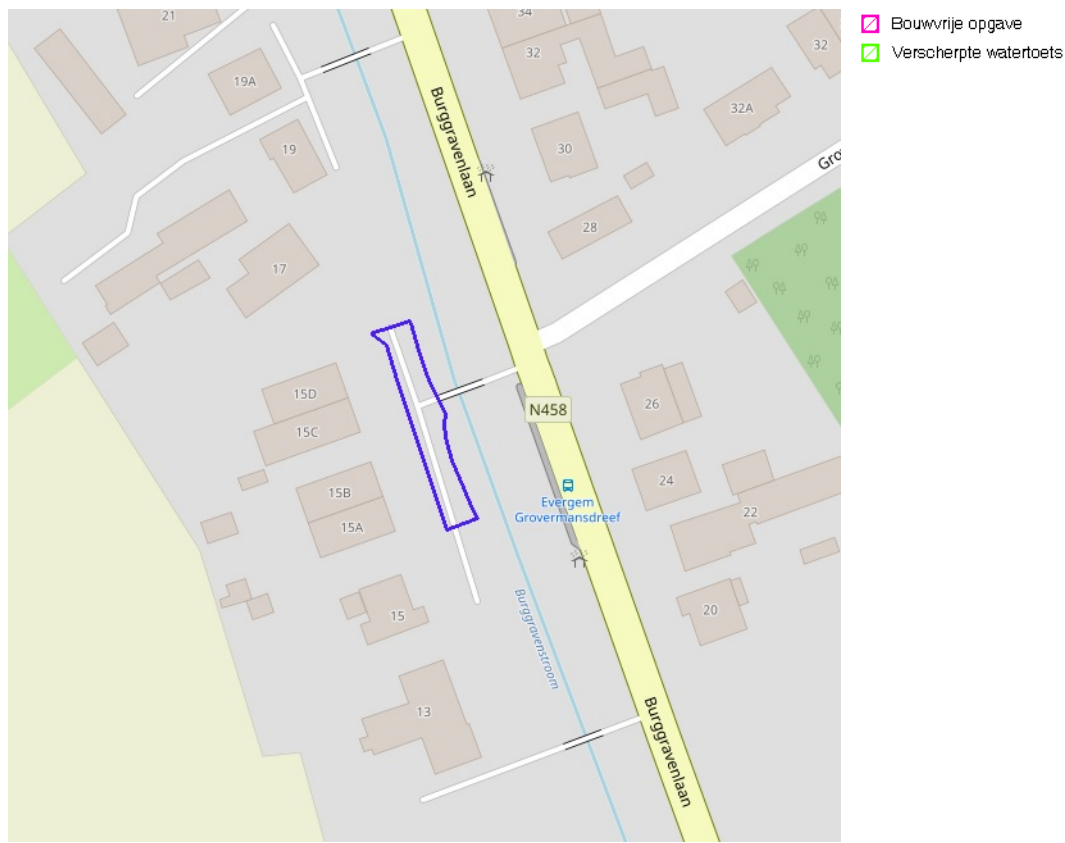 Bouwvrije opgave
Verscherpte watertoets
21
34
32
32
19A
32A
Burggravenlaan
19
30
Gro
28
17
15D
26
N458
15C
24
15B
Evergem
Grovermansdreef
22
15A
15
20
Burggravenstroom
13
Burggravenlaan